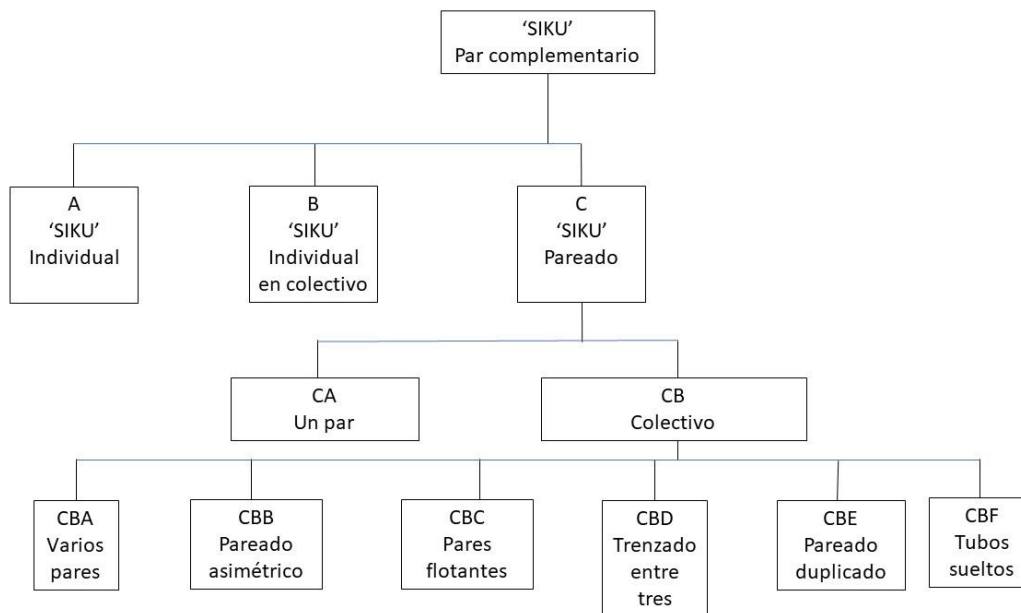 ‘SIKU’
Par complementario
A
‘SIKU’
Individual
B
‘SIKU’
Individual
en colectivo
C
‘SIKU’
Pareado
CA
Un par
CB
Colectivo
CBA
Varios
pares
CBB
Pareado
asimétrico
CBC
Pares
flotantes
CBD
Trenzado
entre
tres
CBE
Pareado
duplicado
CBF
Tubos
sueltos